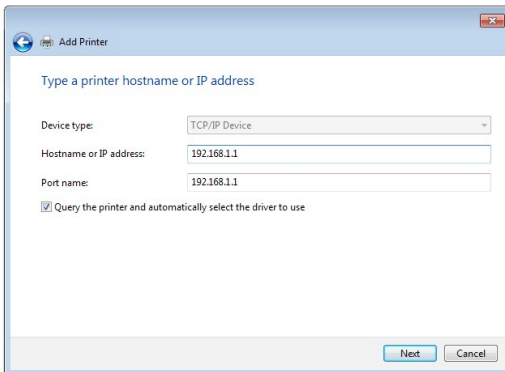 Add Printer
Type a printer hostname or IP address
Device type: TCP/IP Device
Hostname or IP address: 192.168.1.1
Port name: 192.168.1.1
Query the printer and automatically select the driver to use
Next Cancel